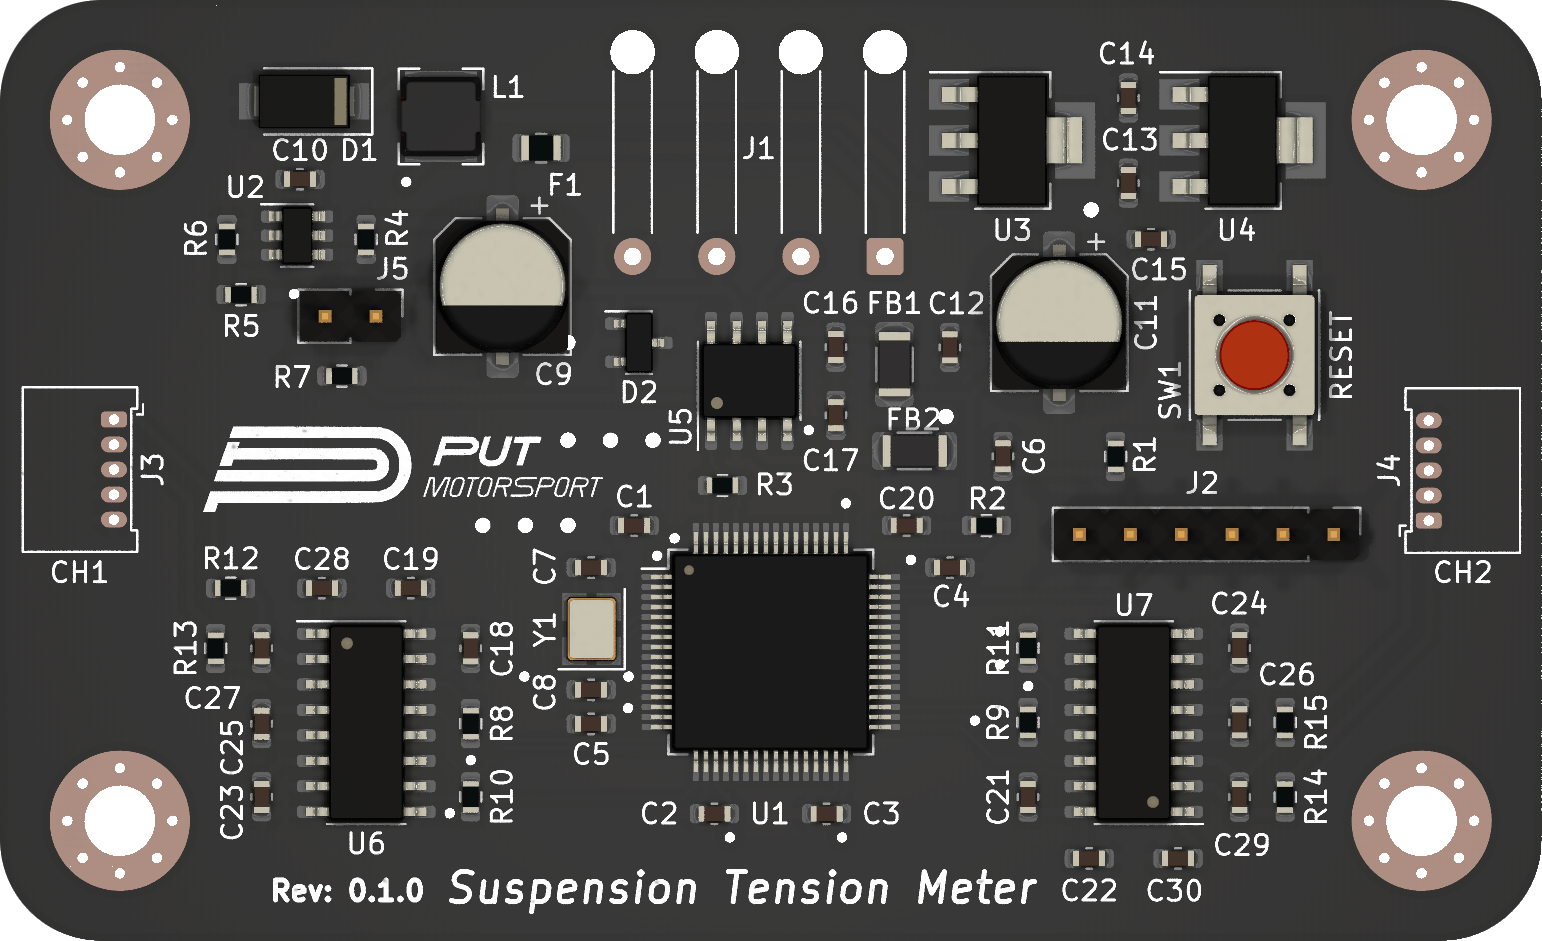 C14
L1
J1
C13
C10 D1
F1
U2
+
R6
R4
U3
U4
+
J5
C15
R5
C16 FB1 C12
C11
RESET
R7
C9
D2
SW1
U5
FB2
PUT
MOTORSPORT
C17
C6
R1
J3
J4
R3
J2
C1
C20
R2
R12
C28
C19
C7
CH1
CH2
C4
U7
C24
Y1
R13
C18
R11
C27
C8
C26
C25
R8
R9
R15
C5
C23
R10
C2
U1
C3
C21
R14
U6
C29
Rev: 0.1.0
Suspension Tension Meter
C22
C30